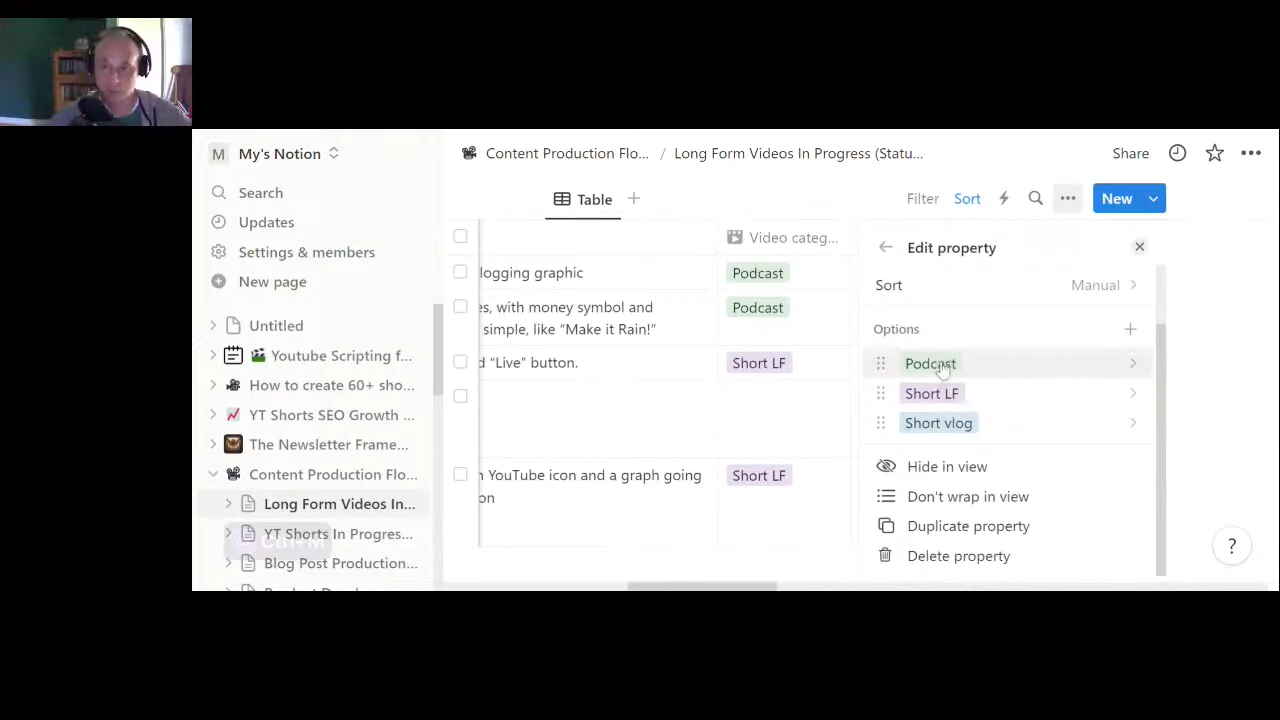 M My's Notion
Content Production Flo... / Long Form Videos In Progress (Statu...
Share
Search
Updates
Settings & members
New page
Untitled
Youtube Scripting f...
How to create 60+ sho...
YT Shorts SEO Growth ...
The Newsletter Frame...
Content Production Flo...
Long Form Videos In...
YT Shorts In Progres...
Ctrl+M
Blog Post Production...
Table
Filter
Sort
New
Video categ...
logging graphic
Podcast
es, with money symbol and
Podcast
simple, like “Make it Rain!”
d “Live” button.
Short LF
n YouTube icon and a graph going
Short LF
on
Edit property
Sort
Manual
Options
Podcast
Short LF
Short vlog
Hide in view
Don't wrap in view
Duplicate property
Delete property
?